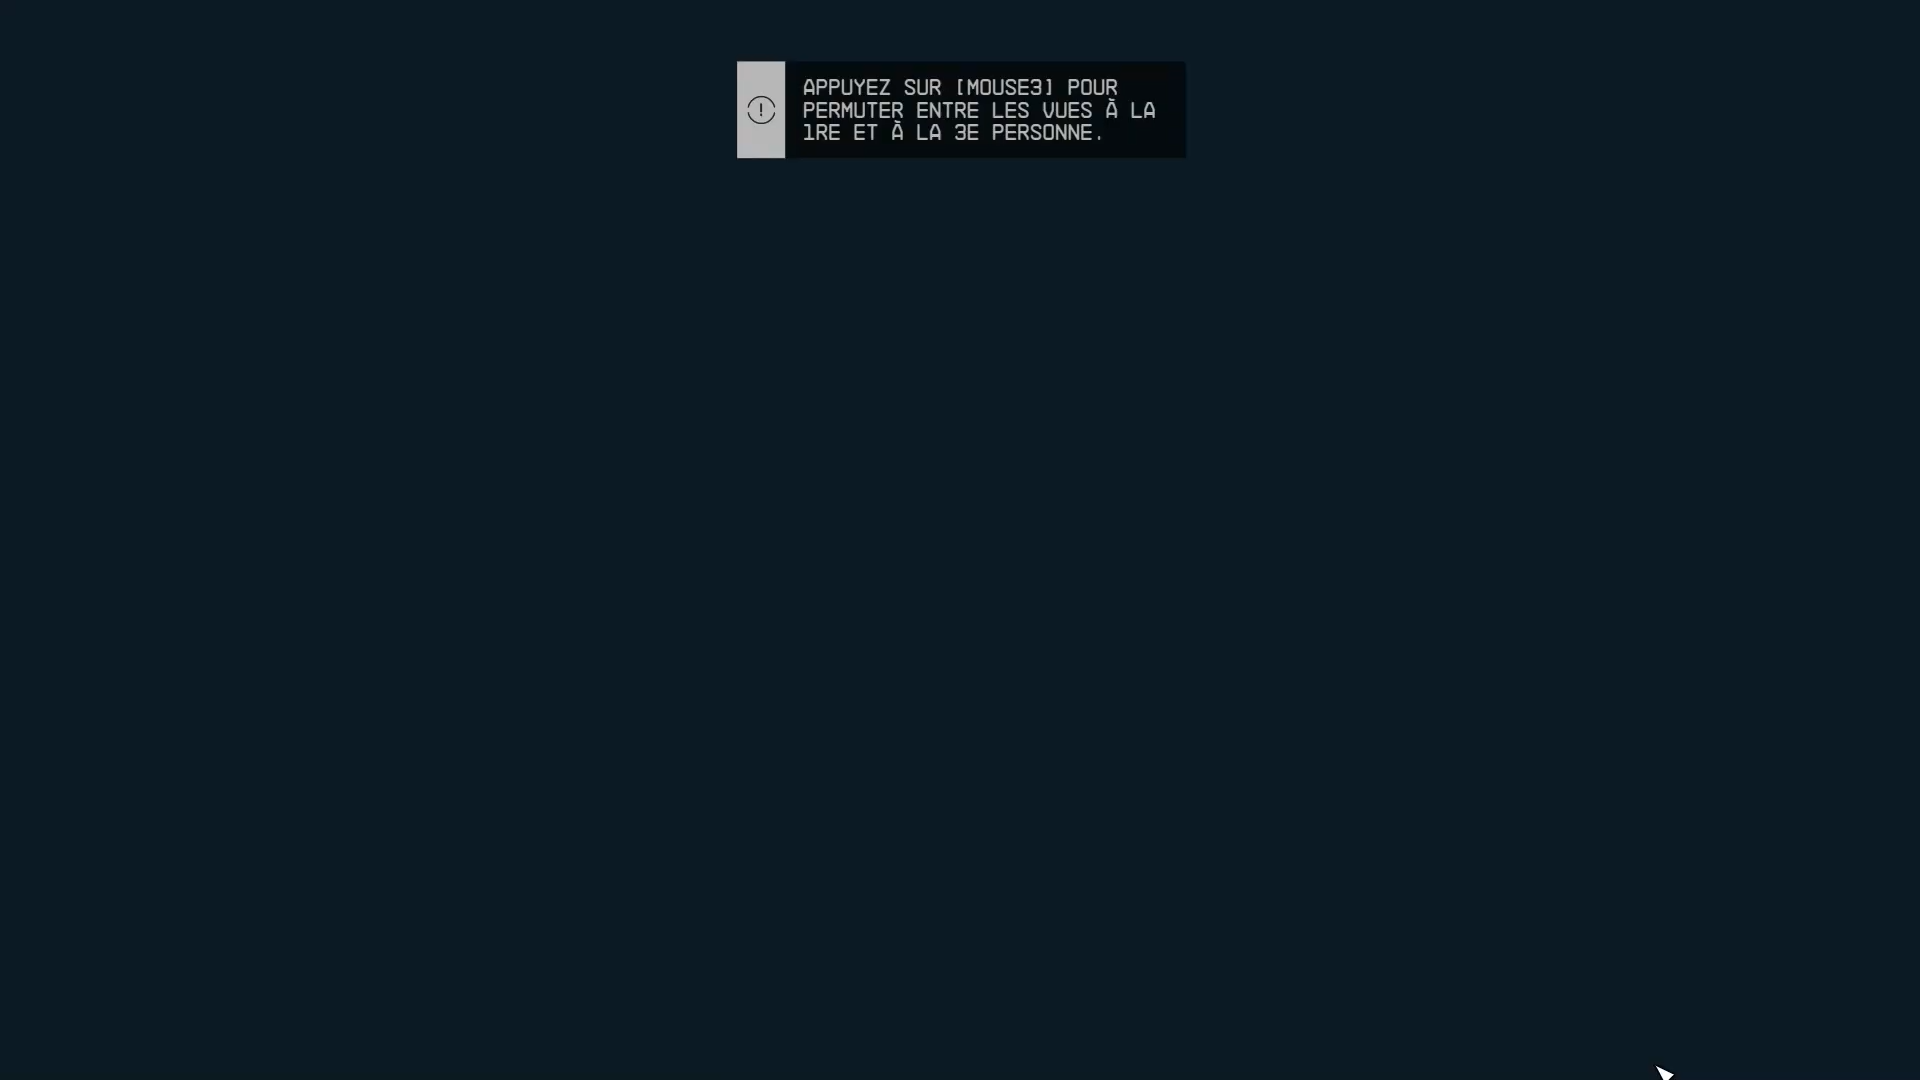 APPUYEZ SUR [MOUSE3] POUR
PERMUTER ENTRE LES VUES À LA
1RE ET À LA 3E PERSONNE.